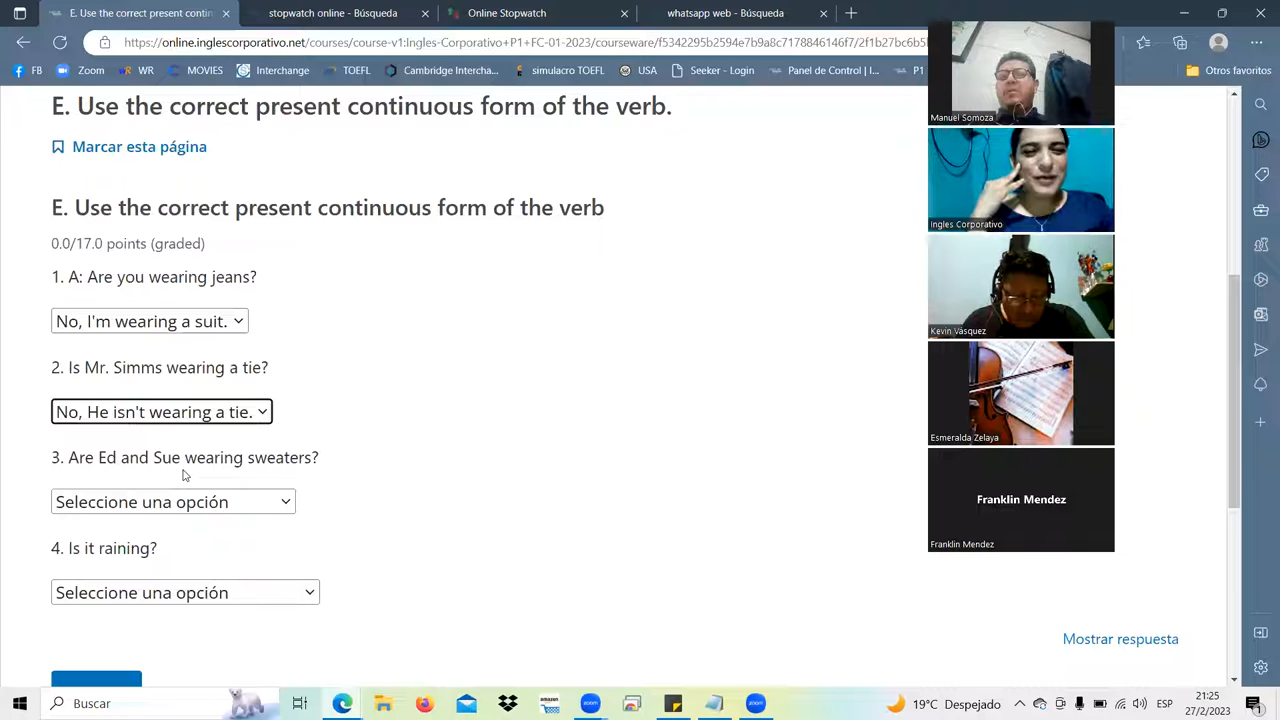 E. Use the correct pres
stopwatch online - Búsqueda
Online Stopwatch
whatsapp web - Búsqueda
https://online.inglescorporativo.net/courses/course-v1:Ingles-Corporativo+P1+FC-01-2023/courseware/f5342295b2594e7b9a8c7178846146f7/2f1b27bc6b5
FB
Zoom
WR
MOVIES
Interchange
TOEFL
Cambridge Intercha...
simulacro TOEFL
USA
Seeker - Login
Panel de Control | I...
P1
Otros favoritos
E. Use the correct present continuous form of the verb.
Marcar esta página
E. Use the correct present continuous form of the verb
0.0/17.0 points (graded)
1. A: Are you wearing jeans?
No, I'm wearing a suit.
2. Is Mr. Simms wearing a tie?
No, He isn't wearing a tie.
3. Are Ed and Sue wearing sweaters?
Seleccione una opción
4. Is it raining?
Seleccione una opción
Mostrar respuesta
Manuel Somoza
Ingles Corporativo
Kevin Vasquez
Esmeralda Zelaya
Franklin Mendez
Franklin Mendez
Buscar
amazon
zoom
zoom
19°C Despejado
ESP
21:25
27/2/2023
1